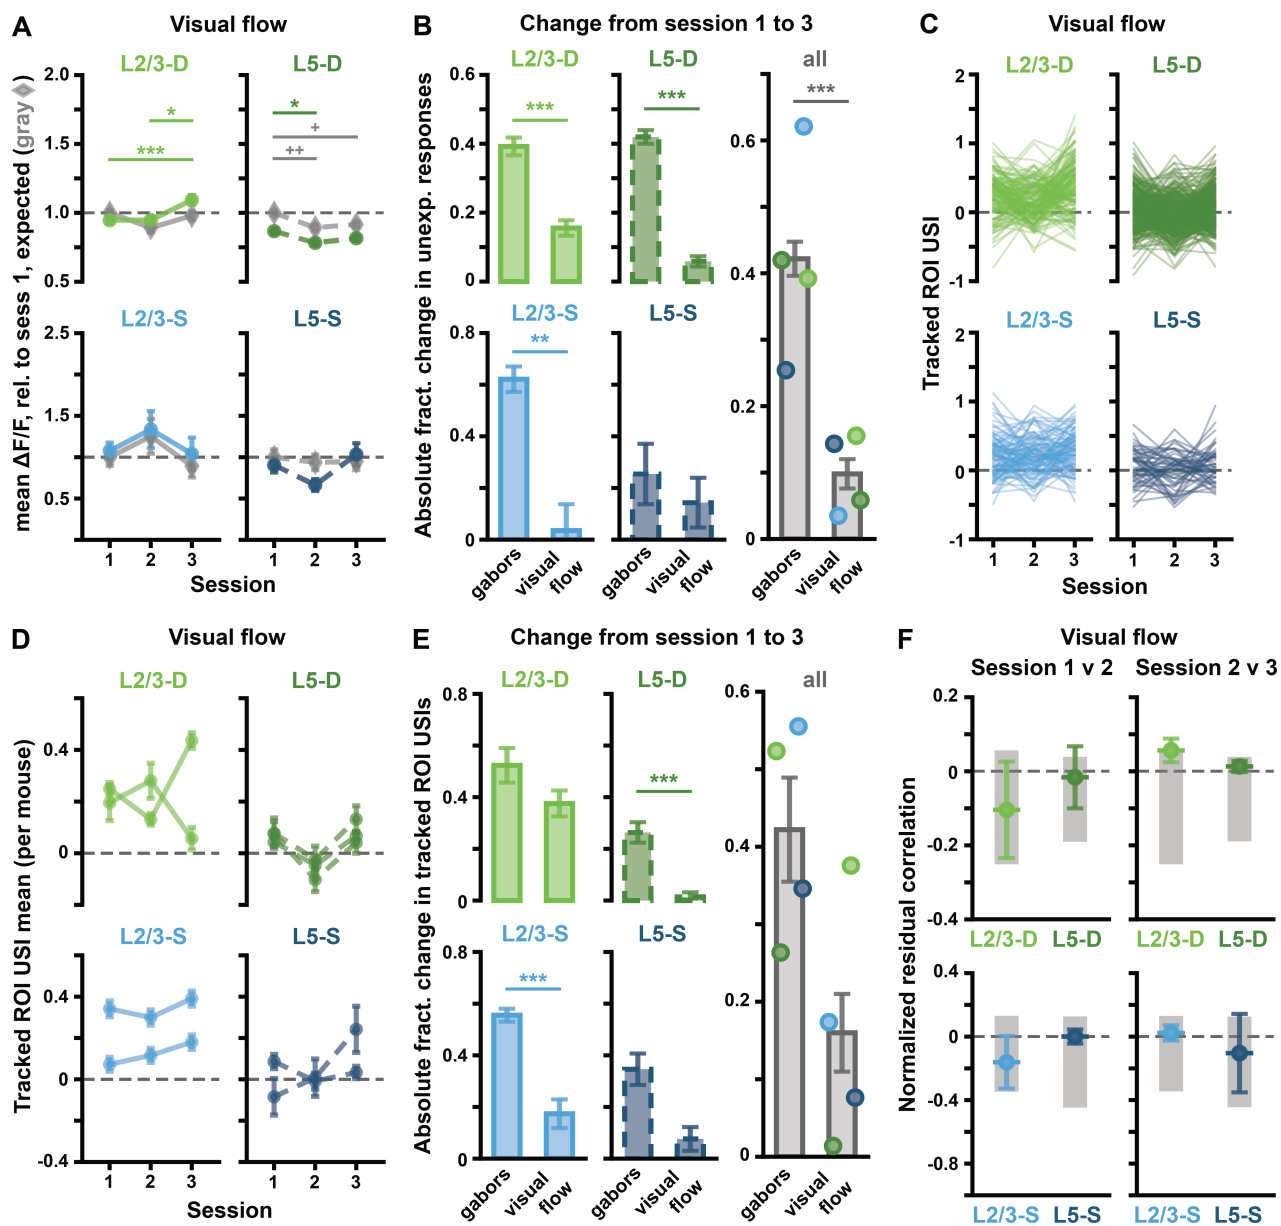 A
Visual flow
L2/3-D
L5-D
mean ΔF/F, rel. to sess 1, expected (gray ◆)
2.0
1.5
1.0
0.5
*
***
*
+
++
L2/3-S
L5-S
2.5
1.5
0.5
1 2 3
1 2 3
Session
B
Change from session 1 to 3
L2/3-D
L5-D
all
Absolute fract. change in unexp. responses
0.6
0.4
0.2
0
***
***
***
0.6
0.4
0.2
0
L2/3-S
L5-S
0.8
0.4
0
**
gabors
visual
flow
gabors
visual
flow
gabors
visual
flow
C
Visual flow
L2/3-D
L5-D
Tracked ROI USI
2
1
0
-1
L2/3-S
L5-S
2
1
0
-1
1 2 3
1 2 3
Session
D
Visual flow
L2/3-D
L5-D
Tracked ROI USI mean (per mouse)
0.4
0
L2/3-S
L5-S
0.4
0
-0.4
1 2 3
1 2 3
Session
E
Change from session 1 to 3
L2/3-D
L5-D
all
Absolute fract. change in tracked ROI USIs
0.8
0.4
0
***
0.6
0.4
0.2
0
L2/3-S
L5-S
0.8
0.4
0
***
gabors
visual
flow
gabors
visual
flow
gabors
visual
flow
F
Visual flow
Session 1 v 2
Session 2 v 3
Normalized residual correlation
0.2
0
-0.2
-0.4
L2/3-D L5-D
L2/3-D L5-D
0.4
0
-0.4
-0.8
L2/3-S L5-S
L2/3-S L5-S